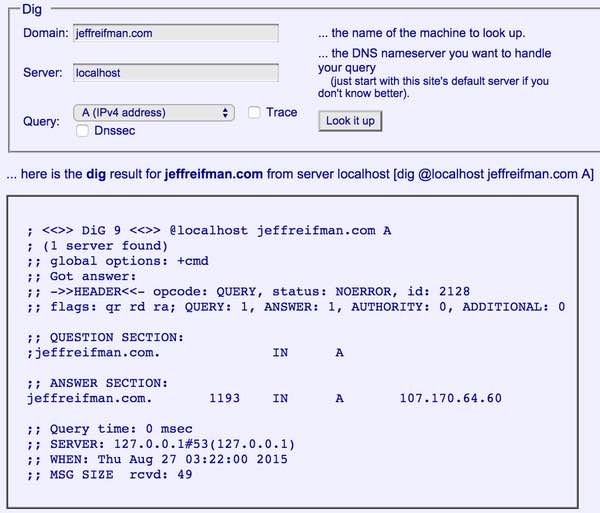 Dig
Domain: jeffreifman.com ... the name of the machine to look up.
Server: localhost ... the DNS nameserver you want to handle
your query
(just start with this site's default server if you
don't know better).
Query: A (IPv4 address) Trace Look it up
Dnssec
... here is the dig result for jeffreifman.com from server localhost [dig @localhost jeffreifman.com A]
; <<>> DiG 9 <<>> @localhost jeffreifman.com A
; (1 server found)
;; global options: +cmd
;; Got answer:
;; ->>HEADER<<- opcode: QUERY, status: NOERROR, id: 2128
;; flags: qr rd ra; QUERY: 1, ANSWER: 1, AUTHORITY: 0, ADDITIONAL: 0
;; QUESTION SECTION:
;jeffreifman.com. IN A
;; ANSWER SECTION:
jeffreifman.com. 1193 IN A 107.170.64.60
;; Query time: 0 msec
;; SERVER: 127.0.0.1#53(127.0.0.1)
;; WHEN: Thu Aug 27 03:22:00 2015
;; MSG SIZE rcvd: 49